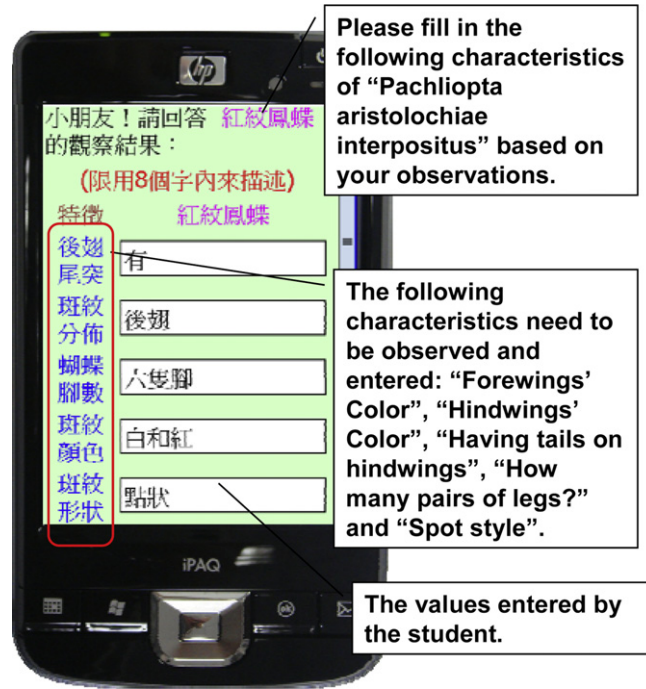 Please fill in the
following characteristics
of “Pachliopta
aristolochiae
interpositus” based on
your observations.
hp
小朋友！請回答 紅紋鳳蝶
的觀察結果：
(限用8個字內來描述)
特徵 紅紋鳳蝶
後翅
尾突
有
斑紋
分佈
後翅
蝴蝶
腳數
六隻腳
斑紋
顏色
白和紅
斑紋
形狀
點狀
The following
characteristics need to
be observed and
entered: “Forewings’
Color”, “Hindwings’
Color”, “Having tails on
hindwings”, “How
many pairs of legs?”
and “Spot style”.
iPAQ
ok
The values entered by
the student.